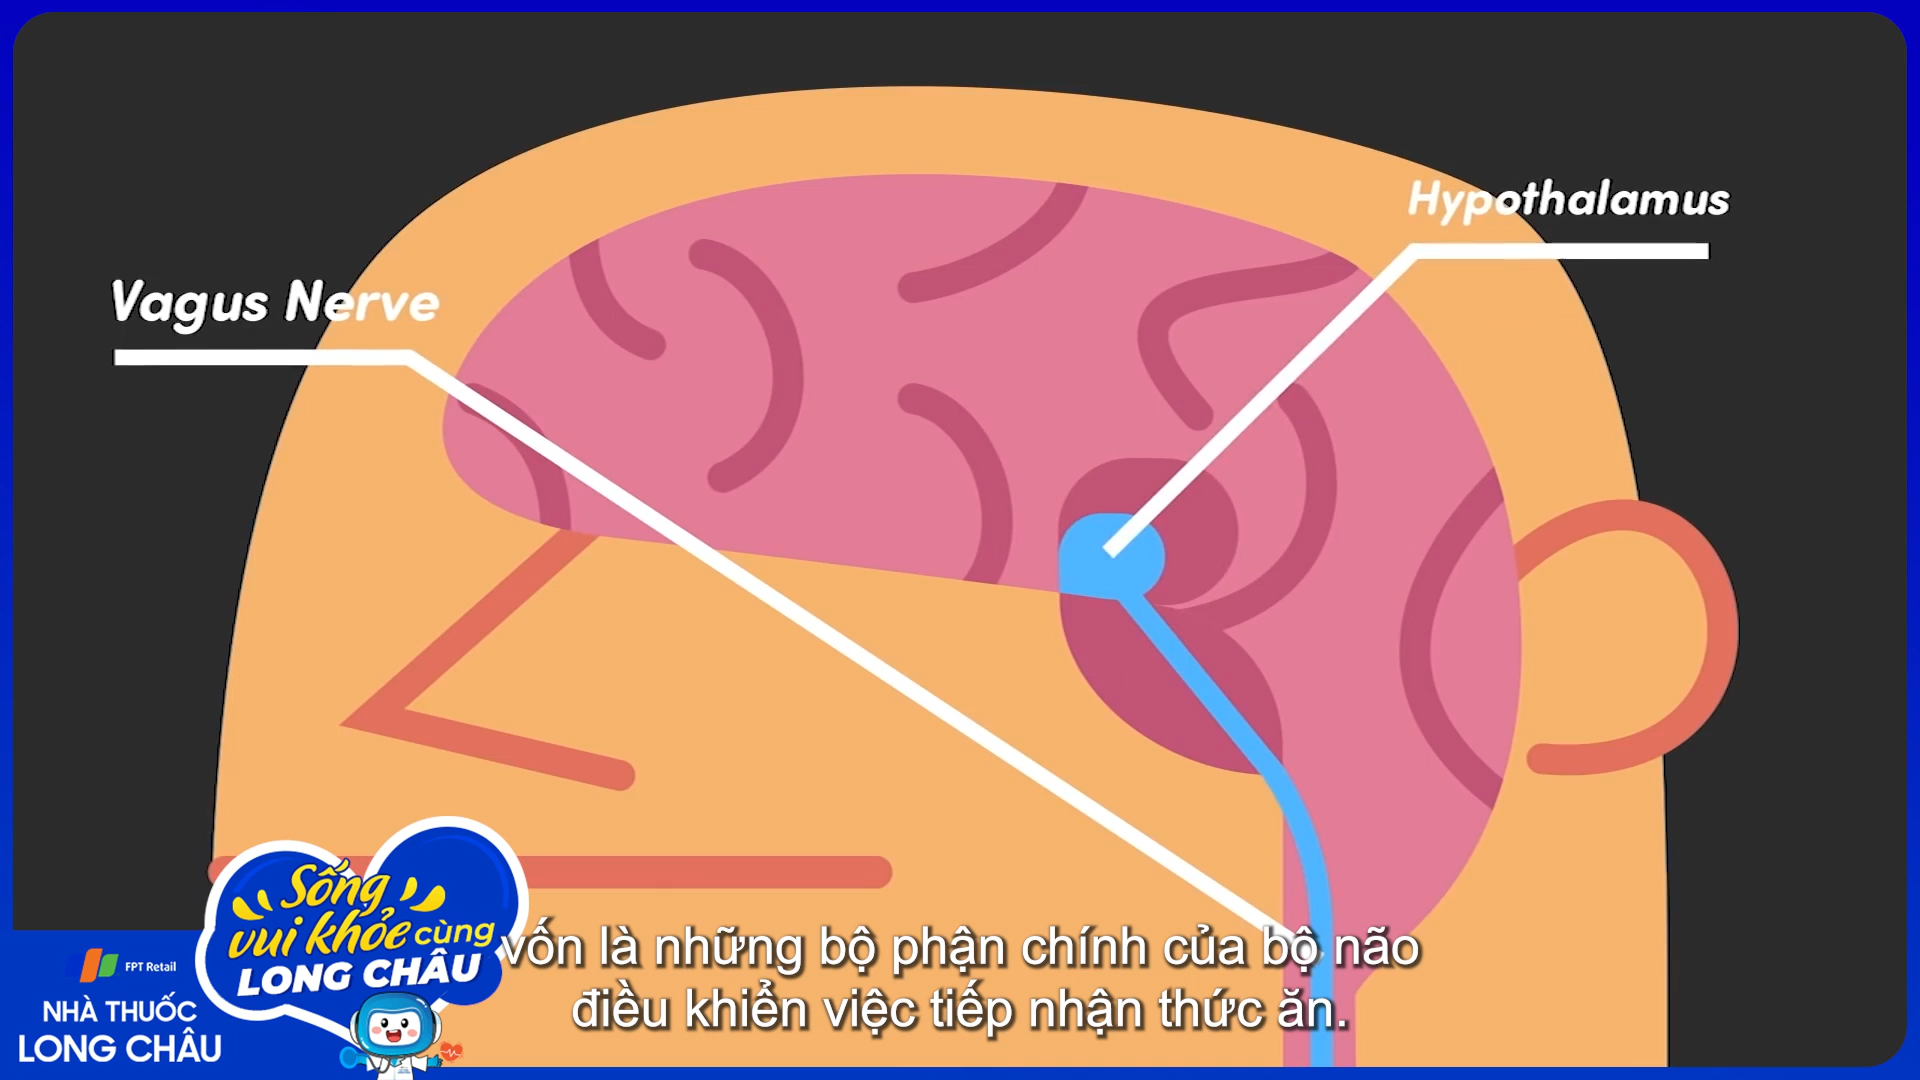 Hypothalamus
Vagus Nerve
Sống
vui khỏe cùng
LONG CHÂU
FPT Retail
NHÀ THUỐC
LONG CHÂU
vốn là những bộ phận chính của bộ não
điều khiển việc tiếp nhận thức ăn.